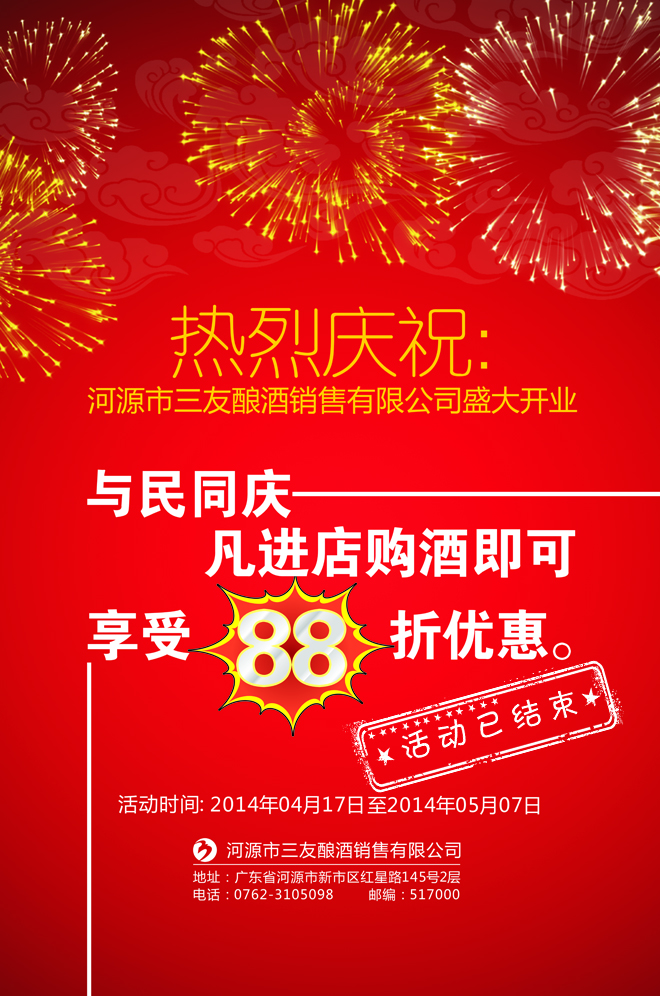 热烈庆祝:
河源市三友酿酒销售有限公司盛大开业
与民同庆
凡进店购酒即可
享受88折优惠。
活动已结束
活动时间: 2014年04月17日至2014年05月07日
河源市三友酿酒销售有限公司
地址：广东省河源市新市区红星路145号2层
电话：0762-3105098 邮编：517000